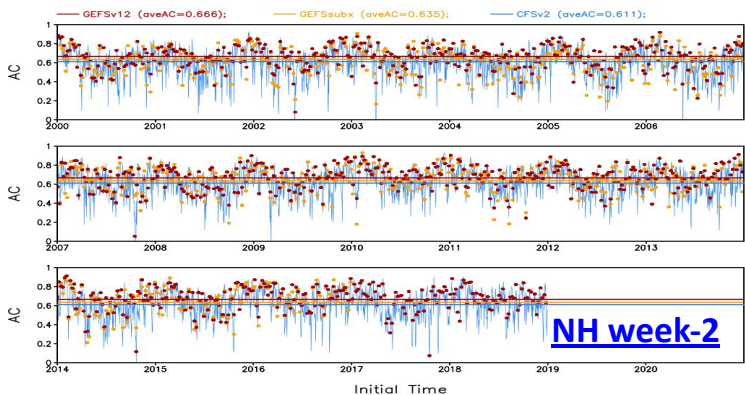 GEFSv12 (aveAC=0.666); GEFSsubx (aveAC=0.635); CFSv2 (aveAC=0.611);
1
0.8
0.6
0.4
0.2
0
AC
2000 2001 2002 2003 2004 2005 2006
1
0.8
0.6
0.4
0.2
0
AC
2007 2008 2009 2010 2011 2012 2013
1
0.8
0.6
0.4
0.2
0
AC
NH week-2
2014 2015 2016 2017 2018 2019 2020
Initial Time